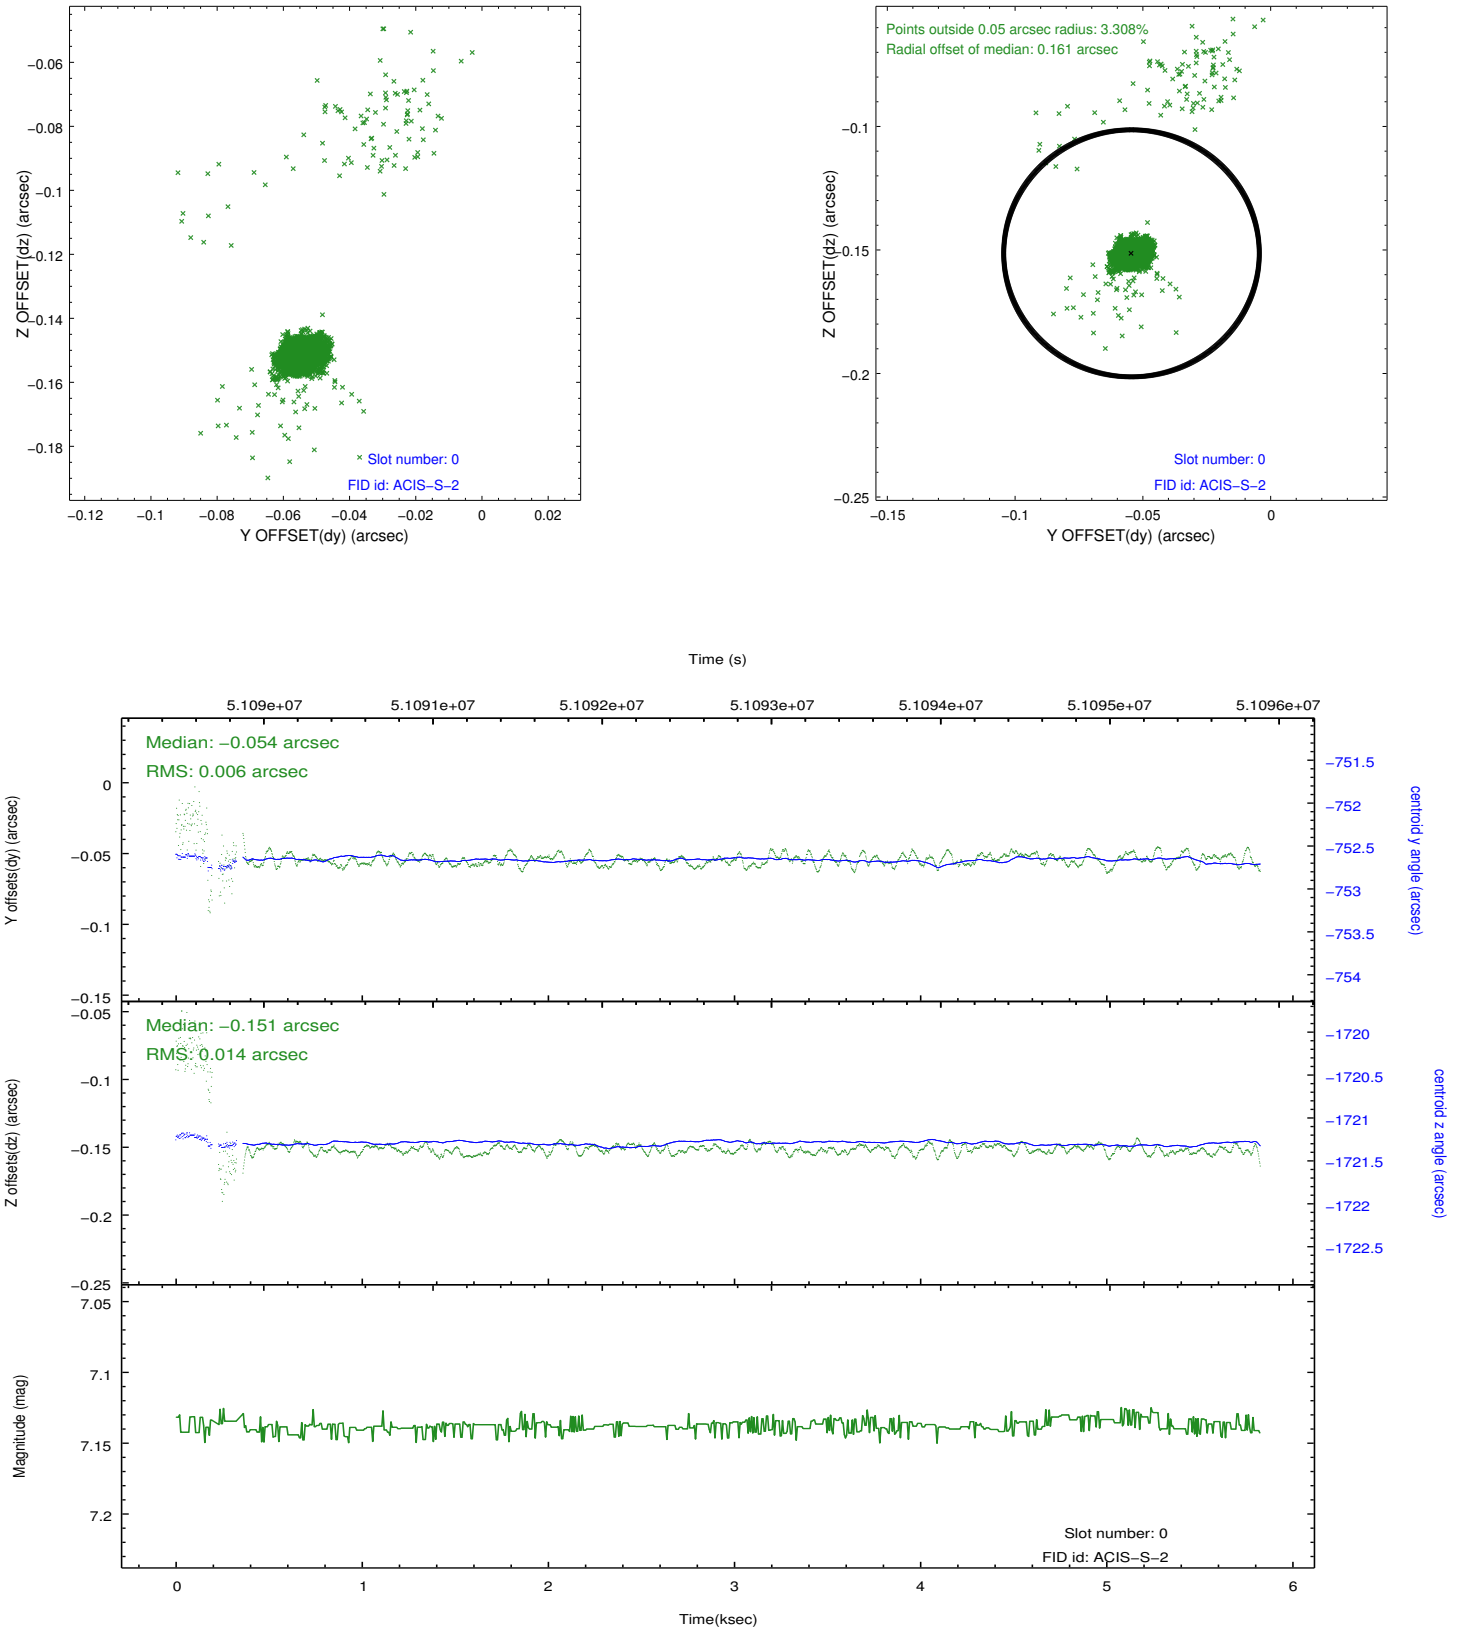 −0.06
−0.08
−0.1
−0.12
−0.14
−0.16
−0.18
Z OFFSET(dz) (arcsec)
Slot number: 0
FID id: ACIS−S−2
−0.12 −0.1 −0.08 −0.06 −0.04 −0.02 0 0.02
Y OFFSET(dy) (arcsec)
Points outside 0.05 arcsec radius: 3.308%
Radial offset of median: 0.161 arcsec
−0.1
−0.15
−0.2
−0.25
Z OFFSET(dz) (arcsec)
Slot number: 0
FID id: ACIS−S−2
−0.15 −0.1 −0.05 0
Y OFFSET(dy) (arcsec)
Time (s)
5.109e+07 5.1091e+07 5.1092e+07 5.1093e+07 5.1094e+07 5.1095e+07 5.1096e+07
Median: −0.054 arcsec
RMS: 0.006 arcsec
0
−0.05
−0.1
−0.15
Y offsets(dy) (arcsec)
−751.5
−752
−752.5
−753
−753.5
−754
centroid y angle (arcsec)
Median: −0.151 arcsec
RMS: 0.014 arcsec
−0.05
−0.1
−0.15
−0.2
−0.25
Z offsets(dz) (arcsec)
−1720
−1720.5
−1721
−1721.5
−1722
−1722.5
centroid z angle (arcsec)
7.05
7.1
7.15
7.2
Magnitude (mag)
Slot number: 0
FID id: ACIS−S−2
0 1 2 3 4 5 6
Time(ksec)